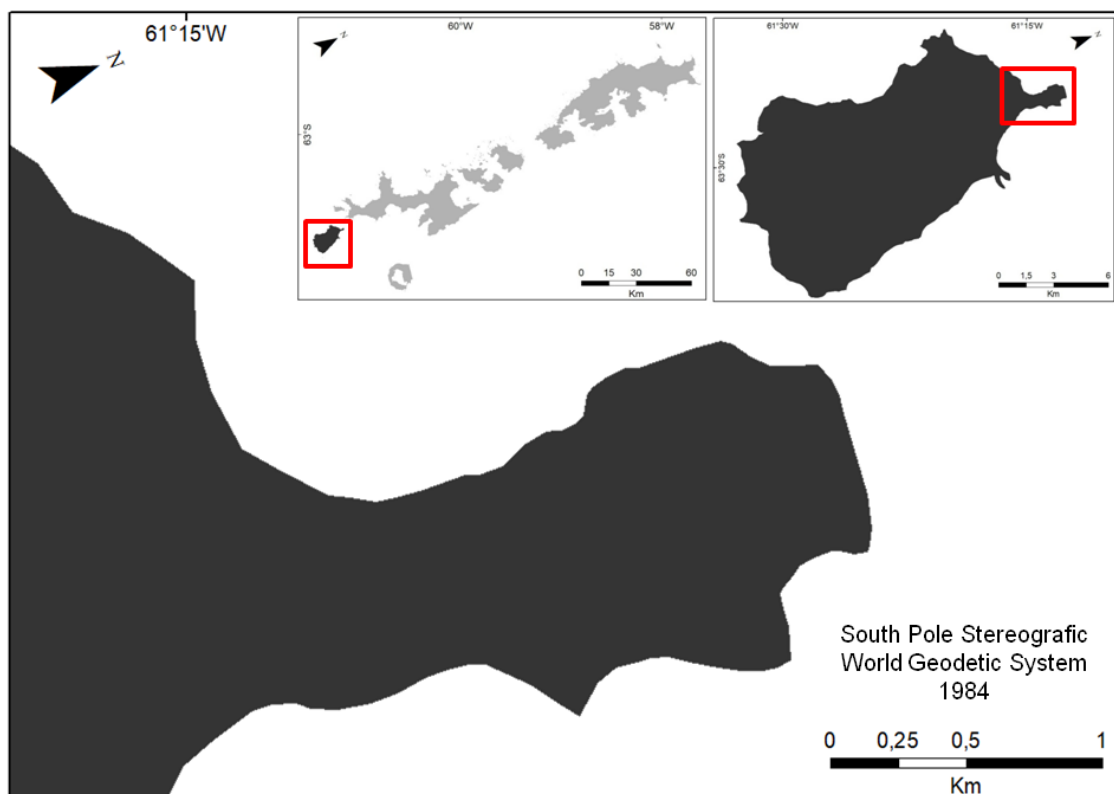 61°15'W
N
60°W
58°W
N
63°S
0 15 30 60
Km
61°30'W
61°15'W
N
63°30'S
0 1,5 3 6
Km
South Pole Stereografic
World Geodetic System
1984
0 0,25 0,5 1
Km